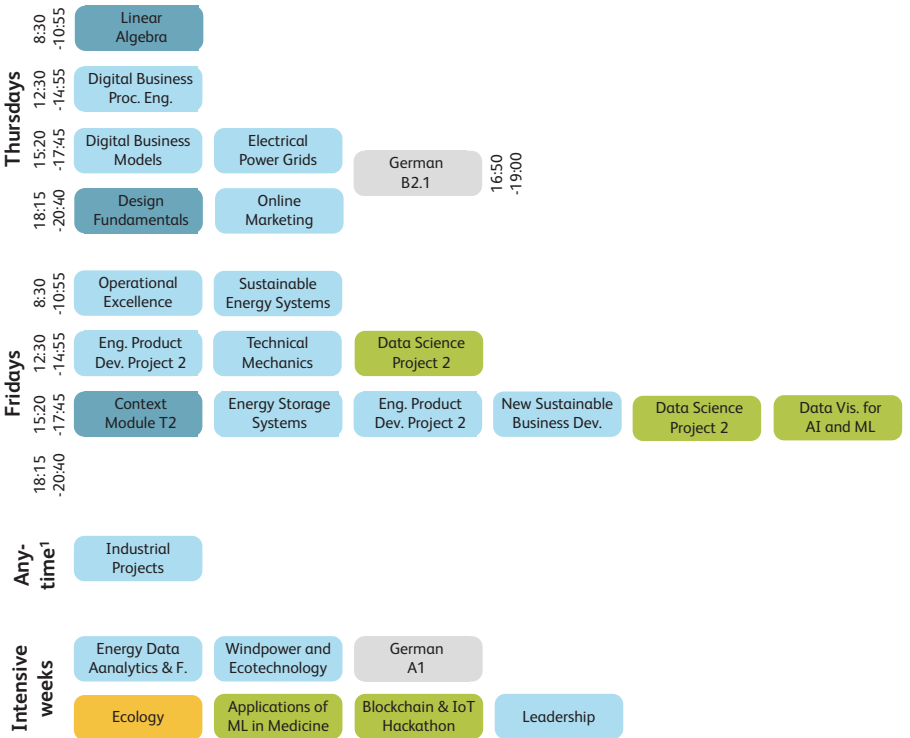 Thursdays
8:30
-10:55
Linear
Algebra
12:30
-14:55
Digital Business
Proc. Eng.
15:20
-17:45
Digital Business
Models
Electrical
Power Grids
German
B2.1
16:50
-19:00
18:15
-20:40
Design
Fundamentals
Online
Marketing
Fridays
8:30
-10:55
Operational
Excellence
Sustainable
Energy Systems
12:30
-14:55
Eng. Product
Dev. Project 2
Technical
Mechanics
Data Science
Project 2
15:20
-17:45
Context
Module T2
Energy Storage
Systems
Eng. Product
Dev. Project 2
New Sustainable
Business Dev.
Data Science
Project 2
Data Vis. for
AI and ML
18:15
-20:40
Any-
time¹
Industrial
Projects
Intensive
weeks
Energy Data
Aanalytics & F.
Windpower and
Ecotechnology
German
A1
Ecology
Applications of
ML in Medicine
Blockchain & IoT
Hackathon
Leadership